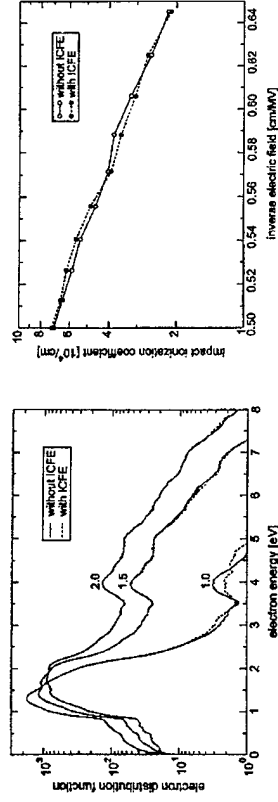 electron distribution function
10³
10²
10¹
10⁰
0 1 2 3 4 5 6 7 8
electron energy [eV]
without ICFE
with ICFE
2.0
1.5
1.0
impact ionization coefficient [10⁴/cm]
10
8
6
4
2
0.50 0.52 0.54 0.56 0.58 0.60 0.62 0.64
inverse electric field [cm/MV]
without ICFE
with ICFE